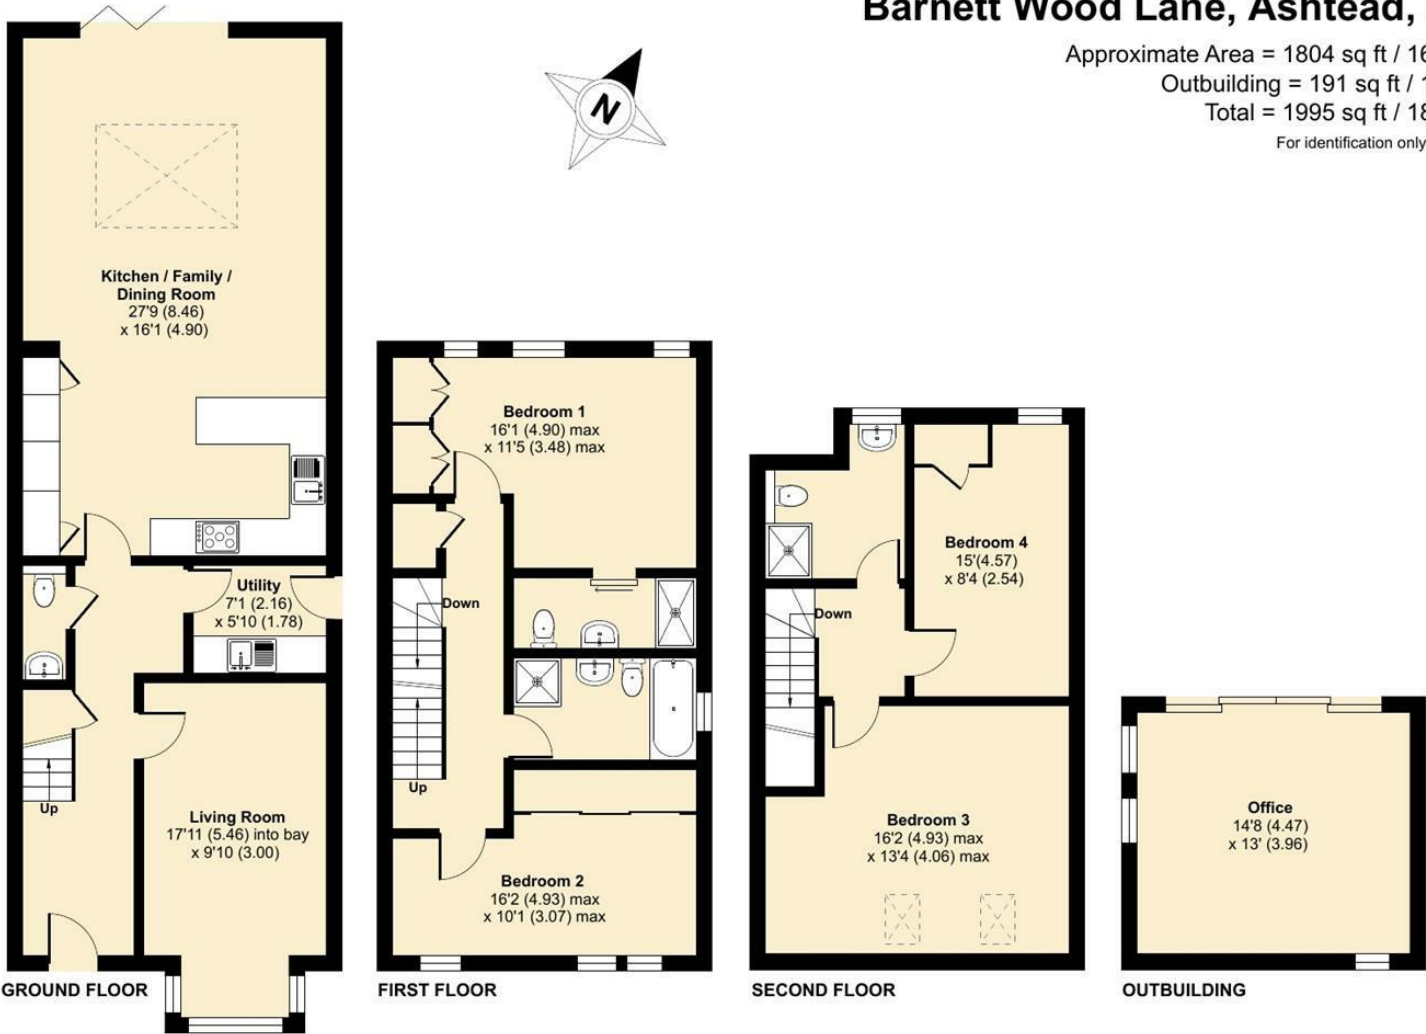 Barnett Wood Lane, Ashtead,
Approximate Area = 1804 sq ft / 16
Outbuilding = 191 sq ft / 1
Total = 1995 sq ft / 18
For identification only
N
Kitchen / Family /
Dining Room
27'9 (8.46)
x 16'1 (4.90)
Utility
7'1 (2.16)
x 5'10 (1.78)
Up
Living Room
17'11 (5.46) into bay
x 9'10 (3.00)
GROUND FLOOR
Bedroom 1
16'1 (4.90) max
x 11'5 (3.48) max
Down
Up
Bedroom 2
16'2 (4.93) max
x 10'1 (3.07) max
FIRST FLOOR
Bedroom 4
15'(4.57)
x 8'4 (2.54)
Down
Bedroom 3
16'2 (4.93) max
x 13'4 (4.06) max
SECOND FLOOR
Office
14'8 (4.47)
x 13' (3.96)
OUTBUILDING